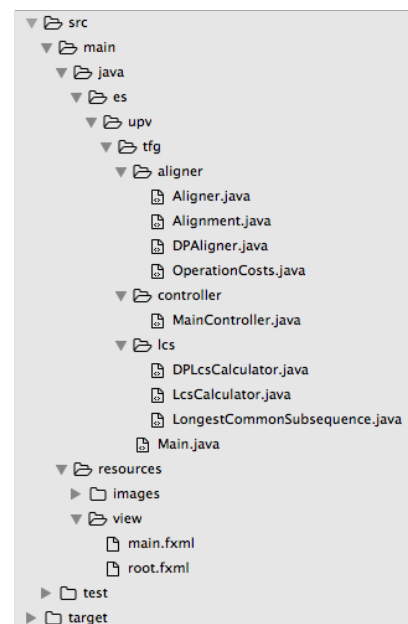 src
main
java
es
upv
tfg
aligner
Aligner.java
Alignment.java
DPAligner.java
OperationCosts.java
controller
MainController.java
lcs
DPLcsCalculator.java
LcsCalculator.java
LongestCommonSubsequence.java
Main.java
resources
images
view
main.fxml
root.fxml
test
target